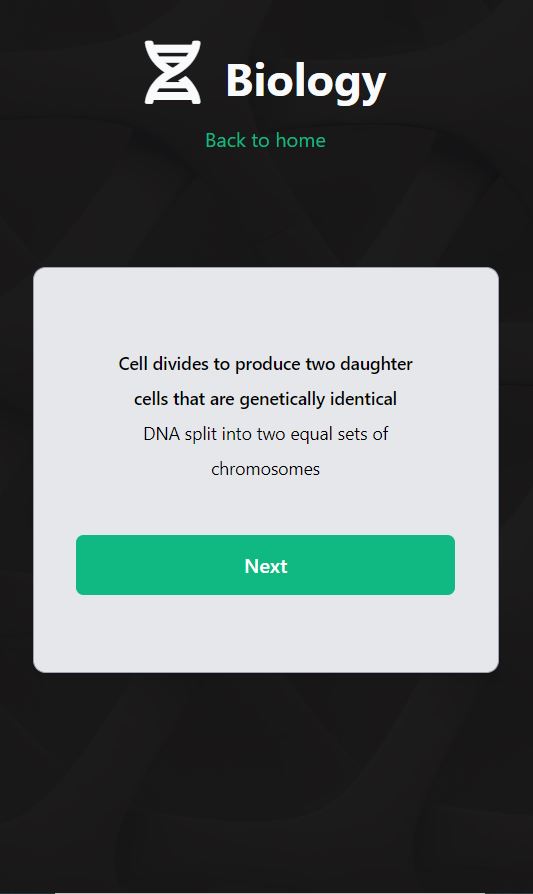 Biology
Back to home
Cell divides to produce two daughter
cells that are genetically identical
DNA split into two equal sets of
chromosomes
Next